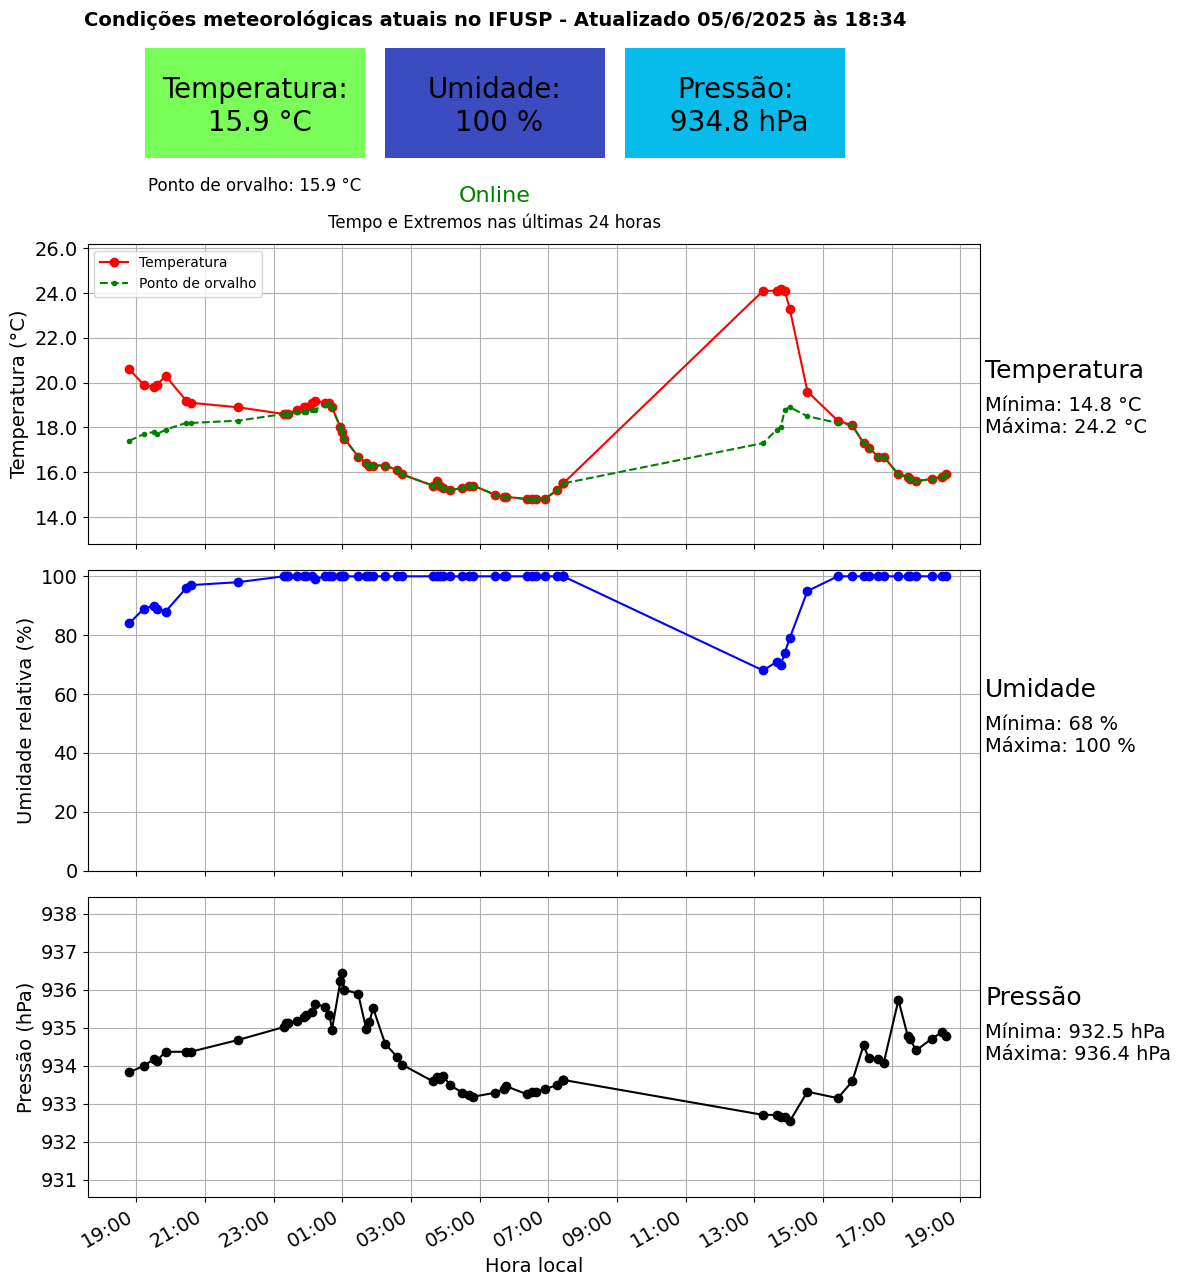 Condições meteorológicas atuais no IFUSP - Atualizado 05/6/2025 às 18:34
Temperatura:
15.9 °C
Umidade:
100 %
Pressão:
934.8 hPa
Ponto de orvalho: 15.9 °C
Online
Tempo e Extremos nas últimas 24 horas
Temperatura
Ponto de orvalho
Temperatura (°C)
26.0
24.0
22.0
20.0
18.0
16.0
14.0
Temperatura
Mínima: 14.8 °C
Máxima: 24.2 °C
Umidade relativa (%)
100
80
60
40
20
0
Umidade
Mínima: 68 %
Máxima: 100 %
Pressão (hPa)
938
937
936
935
934
933
932
931
Pressão
Mínima: 932.5 hPa
Máxima: 936.4 hPa
19:00
21:00
23:00
01:00
03:00
05:00
07:00
09:00
11:00
13:00
15:00
17:00
19:00
Hora local